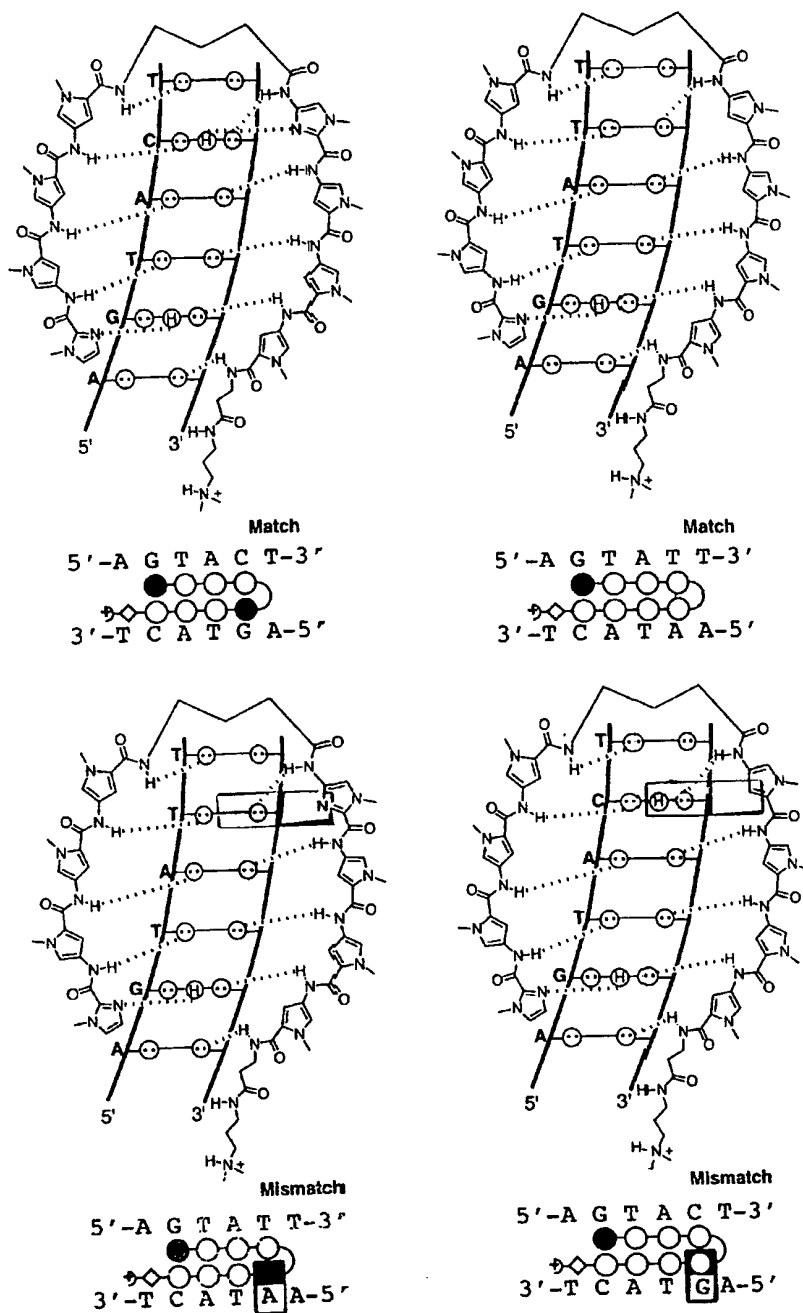 T
T
C
T
A
A
T
T
G
G
A
A
5'
3'
5'
3'
Match
5'-A G T A C T-3'
3'-T C A T G A-5'
Match
5'-A G T A T T-3'
3'-T C A T A A-5'
T
T
T
C
A
A
T
T
G
G
A
A
5'
3'
5'
3'
Mismatch
5'-A G T A T T-3'
3'-T C A T A A-5'
Mismatch
5'-A G T A C T-3'
3'-T C A T G A-5'